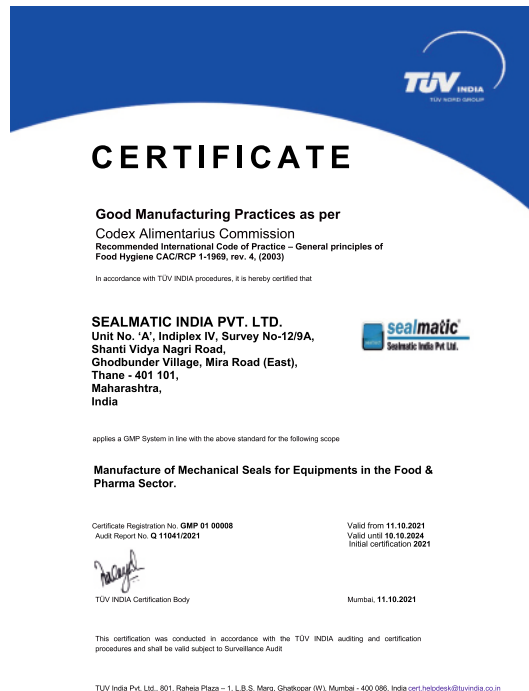 TÜV INDIA
TÜV NORD GROUP
CERTIFICATE
Good Manufacturing Practices as per
Codex Alimentarius Commission
Recommended International Code of Practice – General principles of
Food Hygiene CAC/RCP 1-1969, rev. 4, (2003)
In accordance with TÜV INDIA procedures, it is hereby certified that
SEALMATIC INDIA PVT. LTD.
Unit No. ‘A’, Indiplex IV, Survey No-12/9A,
Shanti Vidya Nagri Road,
Ghodbunder Village, Mira Road (East),
Thane - 401 101,
Maharashtra,
India
sealmatic
Sealmatic India Pvt Ltd.
applies a GMP System in line with the above standard for the following scope
Manufacture of Mechanical Seals for Equipments in the Food &
Pharma Sector.
Certificate Registration No. GMP 01 00008
Audit Report No. Q 11041/2021
Valid from 11.10.2021
Valid until 10.10.2024
Initial certification 2021
TÜV INDIA Certification Body
Mumbai, 11.10.2021
This certification was conducted in accordance with the TÜV INDIA auditing and certification
procedures and shall be valid subject to Surveillance Audit
TUV India Pvt. Ltd., 801, Raheja Plaza – 1, L.B.S. Marg, Ghatkopar (W), Mumbai - 400 086, India cert.helpdesk@tuvindia.co.in